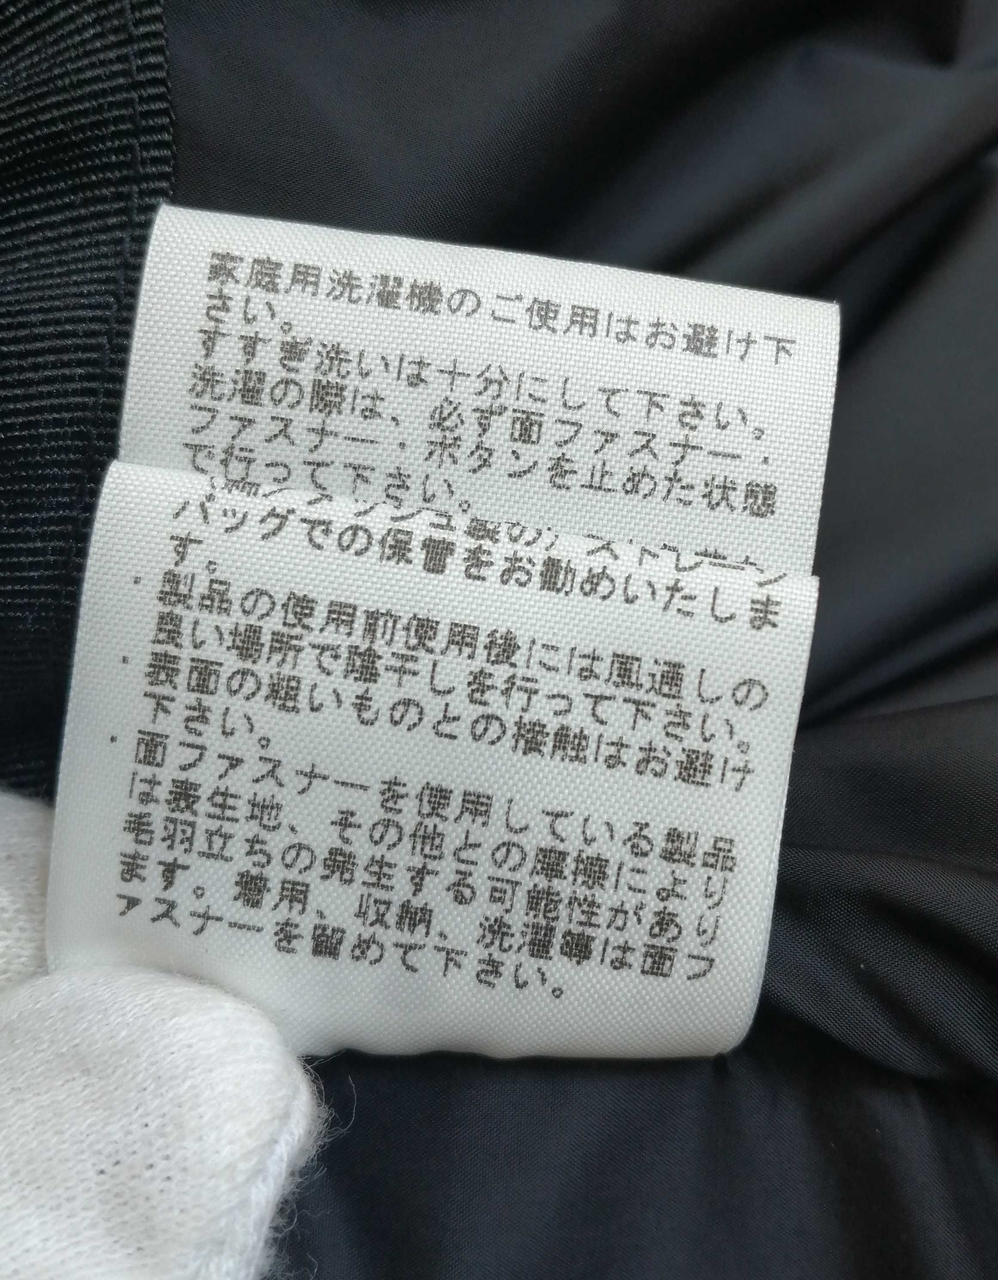 家庭用洗濯機のご使用はお避け下
さい。
すすぎ洗いは十分にして下さい。
洗濯の際は、必ず面ファスナー・
ファスナー・ボタンを止めた状態
で行って下さい。
バッグでの保管をお勧めいたしま
す。
・製品の使用前使用後には風通しの
良い場所で陰干しを行って下さい。
・表面の粗いものとの接触はお避け
下さい。
・面ファスナーを使用している製品
は表生地、その他との摩擦により
毛羽立ちの発生する可能性があり
ます。着用、収納、洗濯等は面フ
ァスナーを留めて下さい。